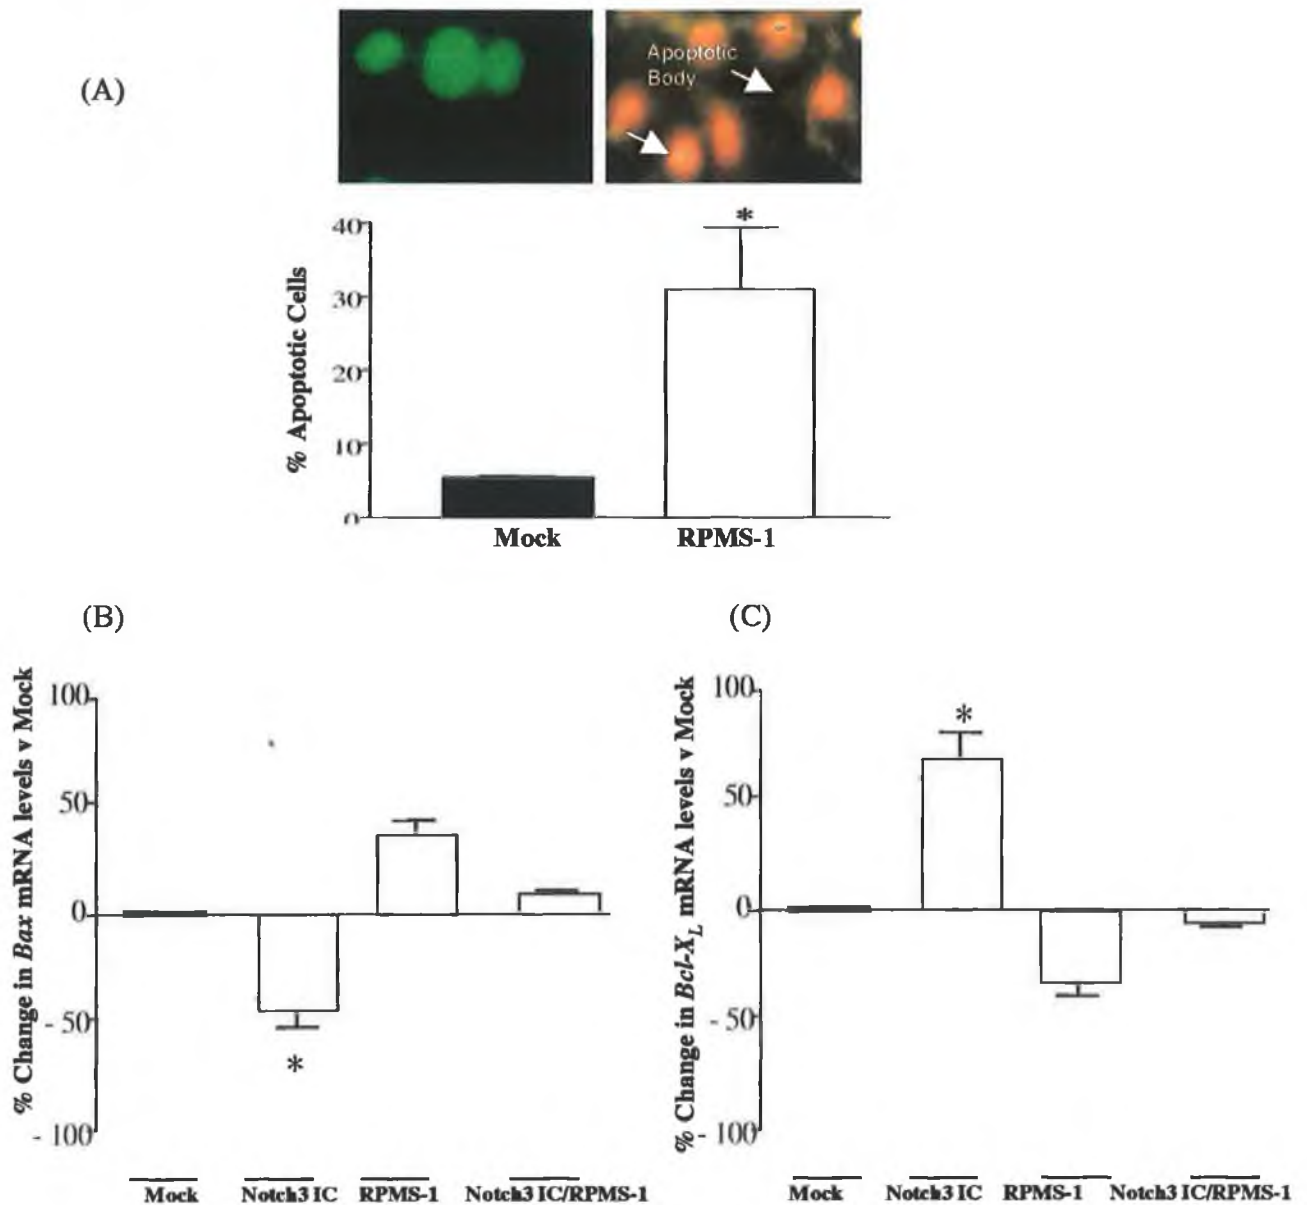 (A)
Apoptotic
Body
% Apoptotic Cells
40
*
30
20
10
0
Mock
RPMS-1
(B)
% Change in Bax mRNA levels v Mock
100
50
0
- 50
*
- 100
Mock
Notch3 IC
RPMS-1
Notch3 IC/RPMS-1
(C)
% Change in Bcl-XL mRNA levels v Mock
100
*
50
0
- 50
- 100
Mock
Notch3 IC
RPMS-1
Notch3 IC/RPMS-1